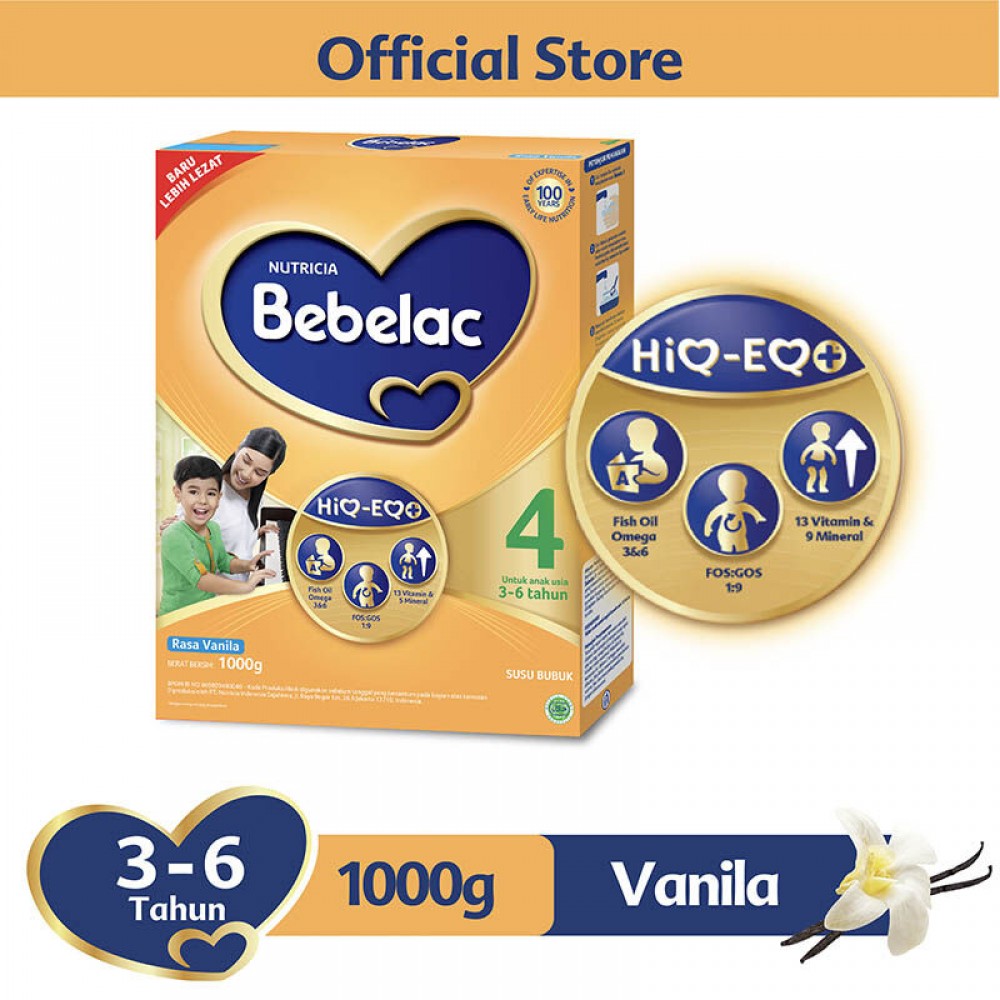 Official Store
BARU
LEBIH LEZAT
OF EXPERTISE IN
100
YEARS
EARLY LIFE NUTRITION
NUTRICIA
Bebelac
HiQ-EQ+
Fish Oil
Omega
3&6
FOS:GOS
1:9
13 Vitamin &
5 Mineral
4
Untuk anak usia
3-6 tahun
Rasa Vanila
BERAT BERSIH: 1000g
SUSU BUBUK
HiQ-EQ+
A
Fish Oil
Omega
3&6
FOS:GOS
1:9
13 Vitamin &
9 Mineral
3-6
Tahun
1000g
Vanila